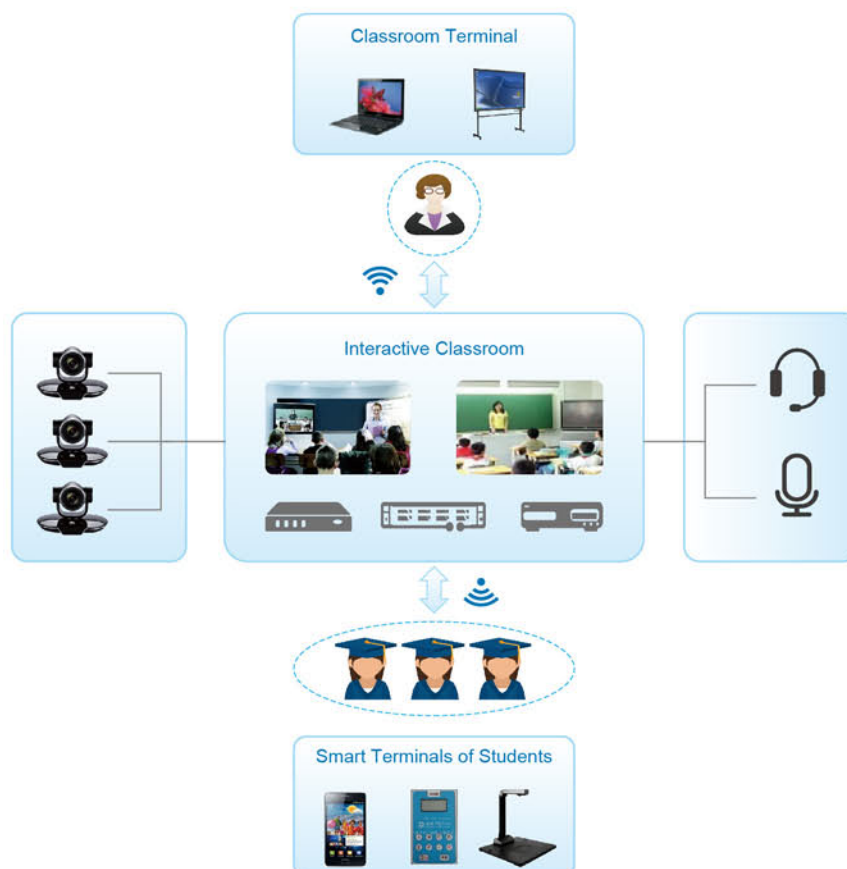 Classroom Terminal
Interactive Classroom
Smart Terminals of Students